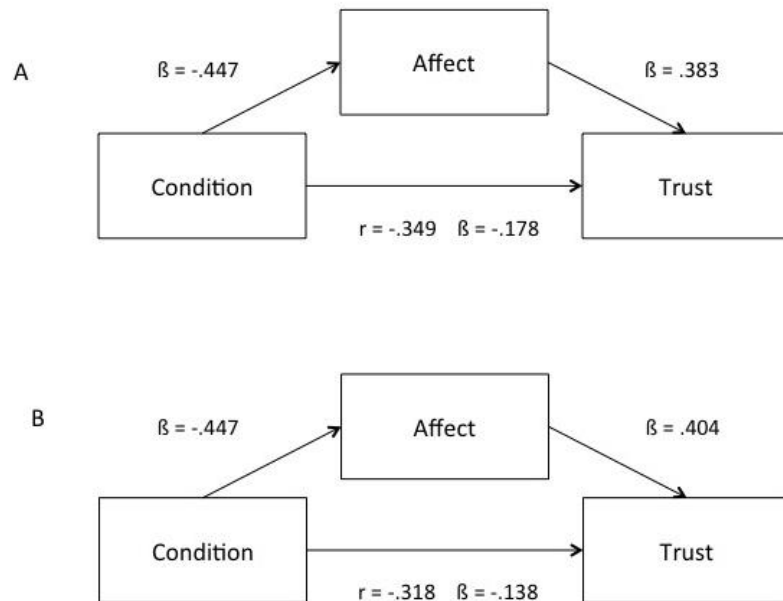 A
ß = -.447
Affect
ß = .383
Condition
Trust
r = -.349 ß = -.178
B
ß = -.447
Affect
ß = .404
Condition
Trust
r = -.318 ß = -.138